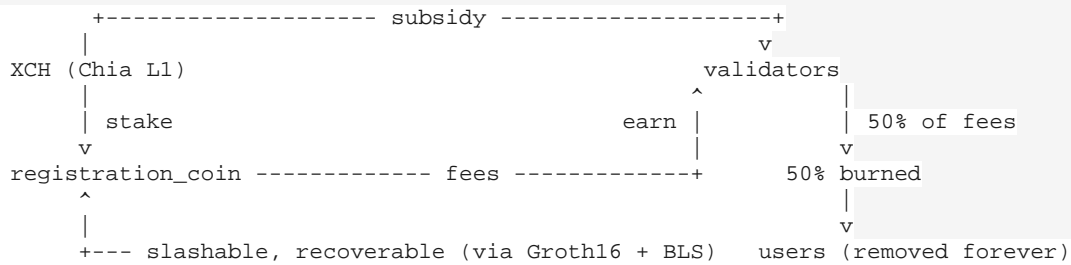 +-------------------- subsidy --------------------+
| v
XCH (Chia L1) validators
| ^ |
| stake earn | | 50% of fees
v | v
registration_coin ------------- fees -------------+ 50% burned
^ |
| v
+--- slashable, recoverable (via Groth16 + BLS) users (removed forever)